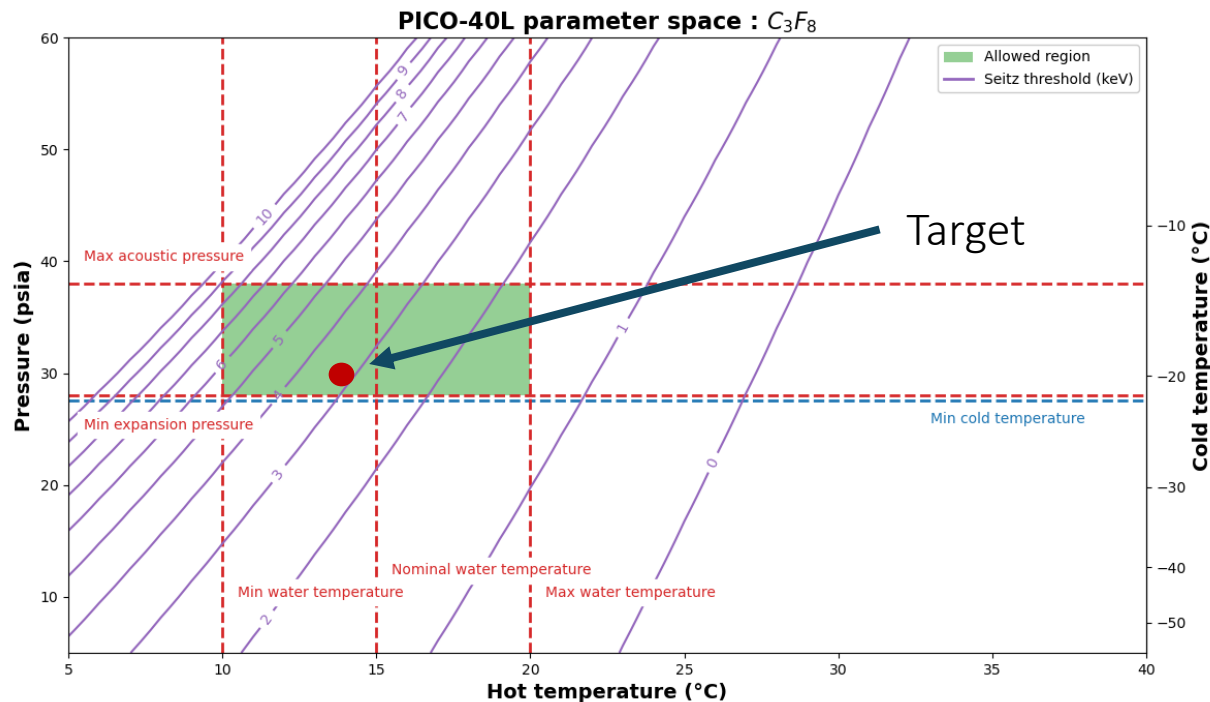 PICO-40L parameter space : C₃F₈
Allowed region
Seitz threshold (keV)
Pressure (psia)
60
50
40
30
20
10
Cold temperature (°C)
−10
−20
−30
−40
−50
9
8
7
10
6
5
4
3
2
1
0
Target
Max acoustic pressure
Min expansion pressure
Min cold temperature
Nominal water temperature
Min water temperature
Max water temperature
5
10
15
20
25
30
35
40
Hot temperature (°C)